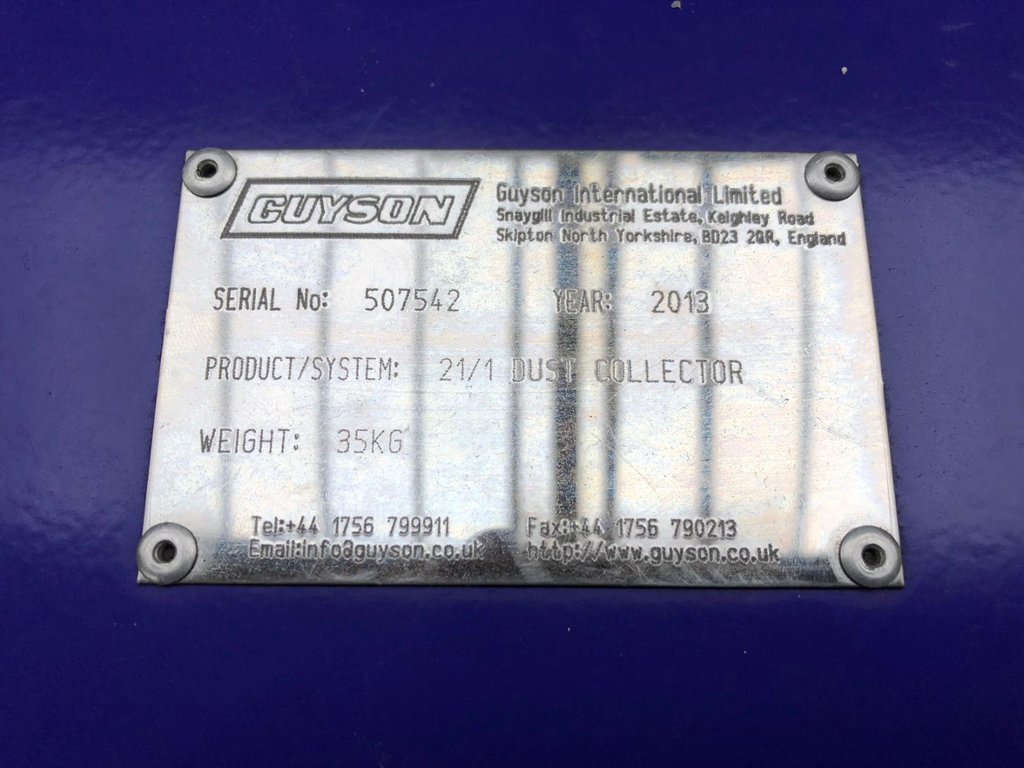 GUYSON
Guyson International Limited
Snaygill Industrial Estate, Keighley Road
Skipton North Yorkshire, BD23 2QR, England
SERIAL No: 507542 YEAR: 2013
PRODUCT/SYSTEM: 21/1 DUST COLLECTOR
WEIGHT: 35KG
Tel:+44 1756 799911 Fax:+44 1756 790213
Email:info@guyson.co.uk http://www.guyson.co.uk